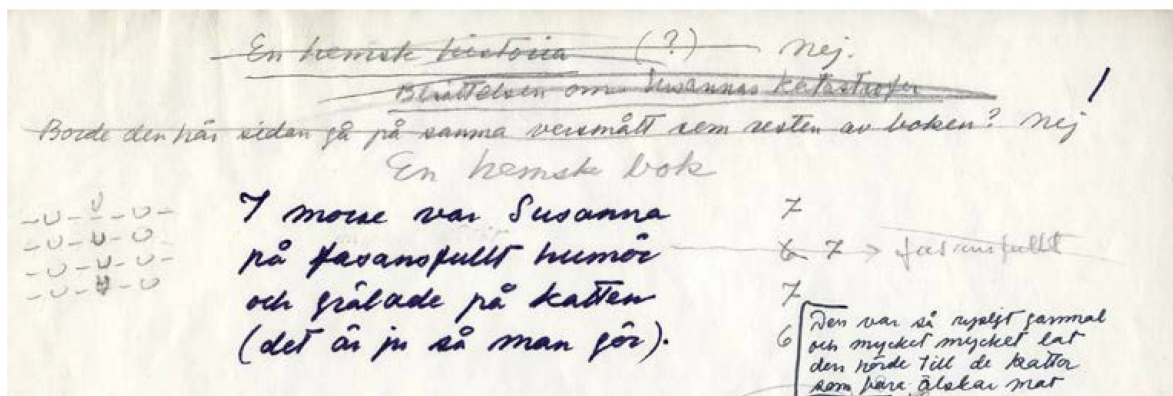 En hemsk historia (?) Nej.
Berättelsen om Susannas katastrofer
1
Borde den här sidan gå på samma versmått som resten av boken? Nej
En hemsk bok
I morse var Susanna 7
på fasansfullt humör 6 7 → fasansfullt
och grälade på katten 7
(det är ju så man gör). 6
Den var så rysligt gammal
och mycket mycket lat
den hörde till de katter
som bara älskar mat